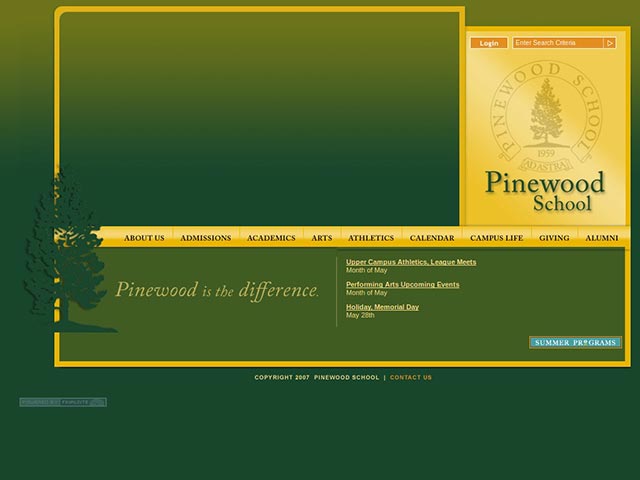 Login
Enter Search Criteria
PINEWOOD SCHOOL
1959
AD ASTRA
Pinewood
School
ABOUT US
ADMISSIONS
ACADEMICS
ARTS
ATHLETICS
CALENDAR
CAMPUS LIFE
GIVING
ALUMNI
Pinewood is the difference.
Upper Campus Athletics, League Meets
Month of May
Performing Arts Upcoming Events
Month of May
Holiday, Memorial Day
May 28th
SUMMER PROGRAMS
COPYRIGHT 2007 PINEWOOD SCHOOL | CONTACT US
POWERED BY